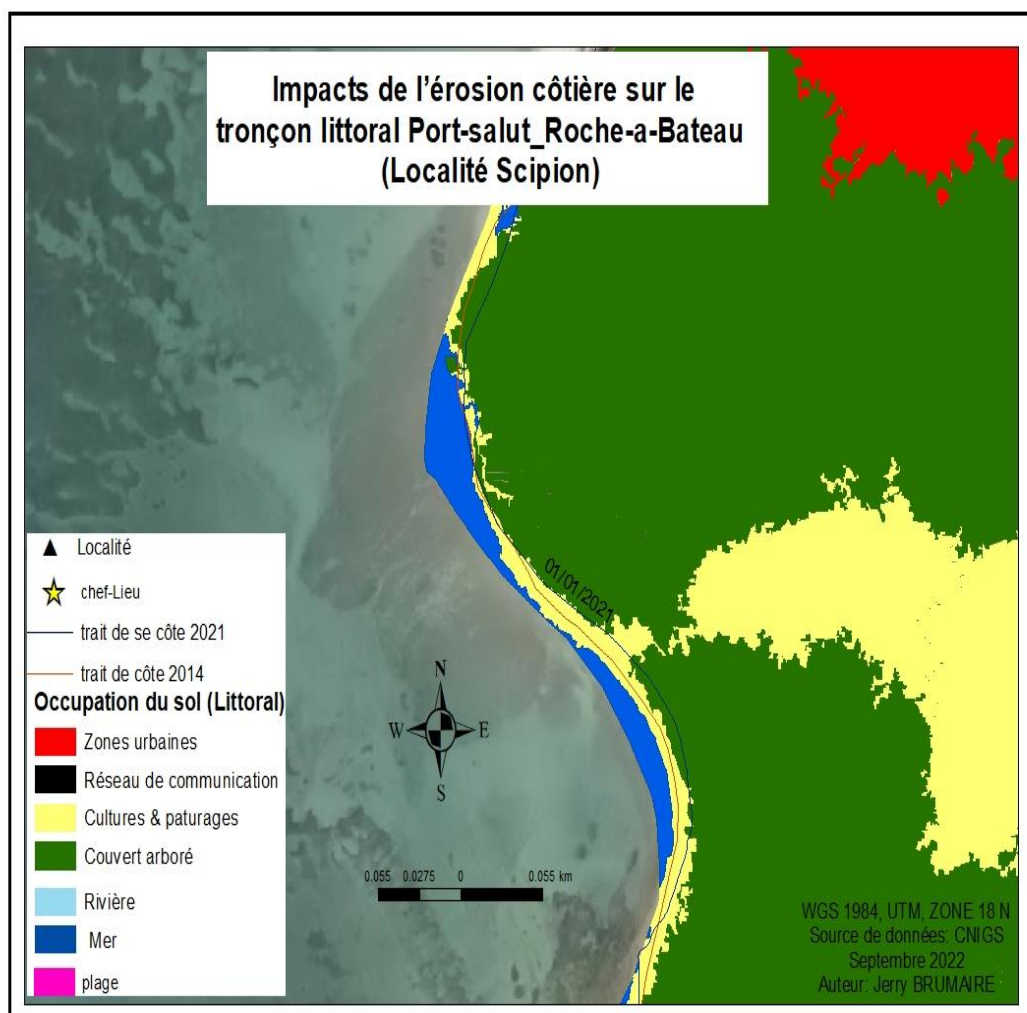 Impacts de l'érosion côtière sur le
tronçon littoral Port-salut_Roche-a-Bateau
(Localité Scipion)
01/01/2021
Localité
chef-Lieu
trait de se côte 2021
trait de côte 2014
Occupation du sol (Littoral)
Zones urbaines
Réseau de communication
Cultures & paturages
Couvert arboré
Rivière
Mer
plage
N
W E
S
0.055 0.0275 0 0.055 km
WGS 1984, UTM, ZONE 18 N
Source de données: CNIGS
Septembre 2022
Auteur: Jerry BRUMAIRE